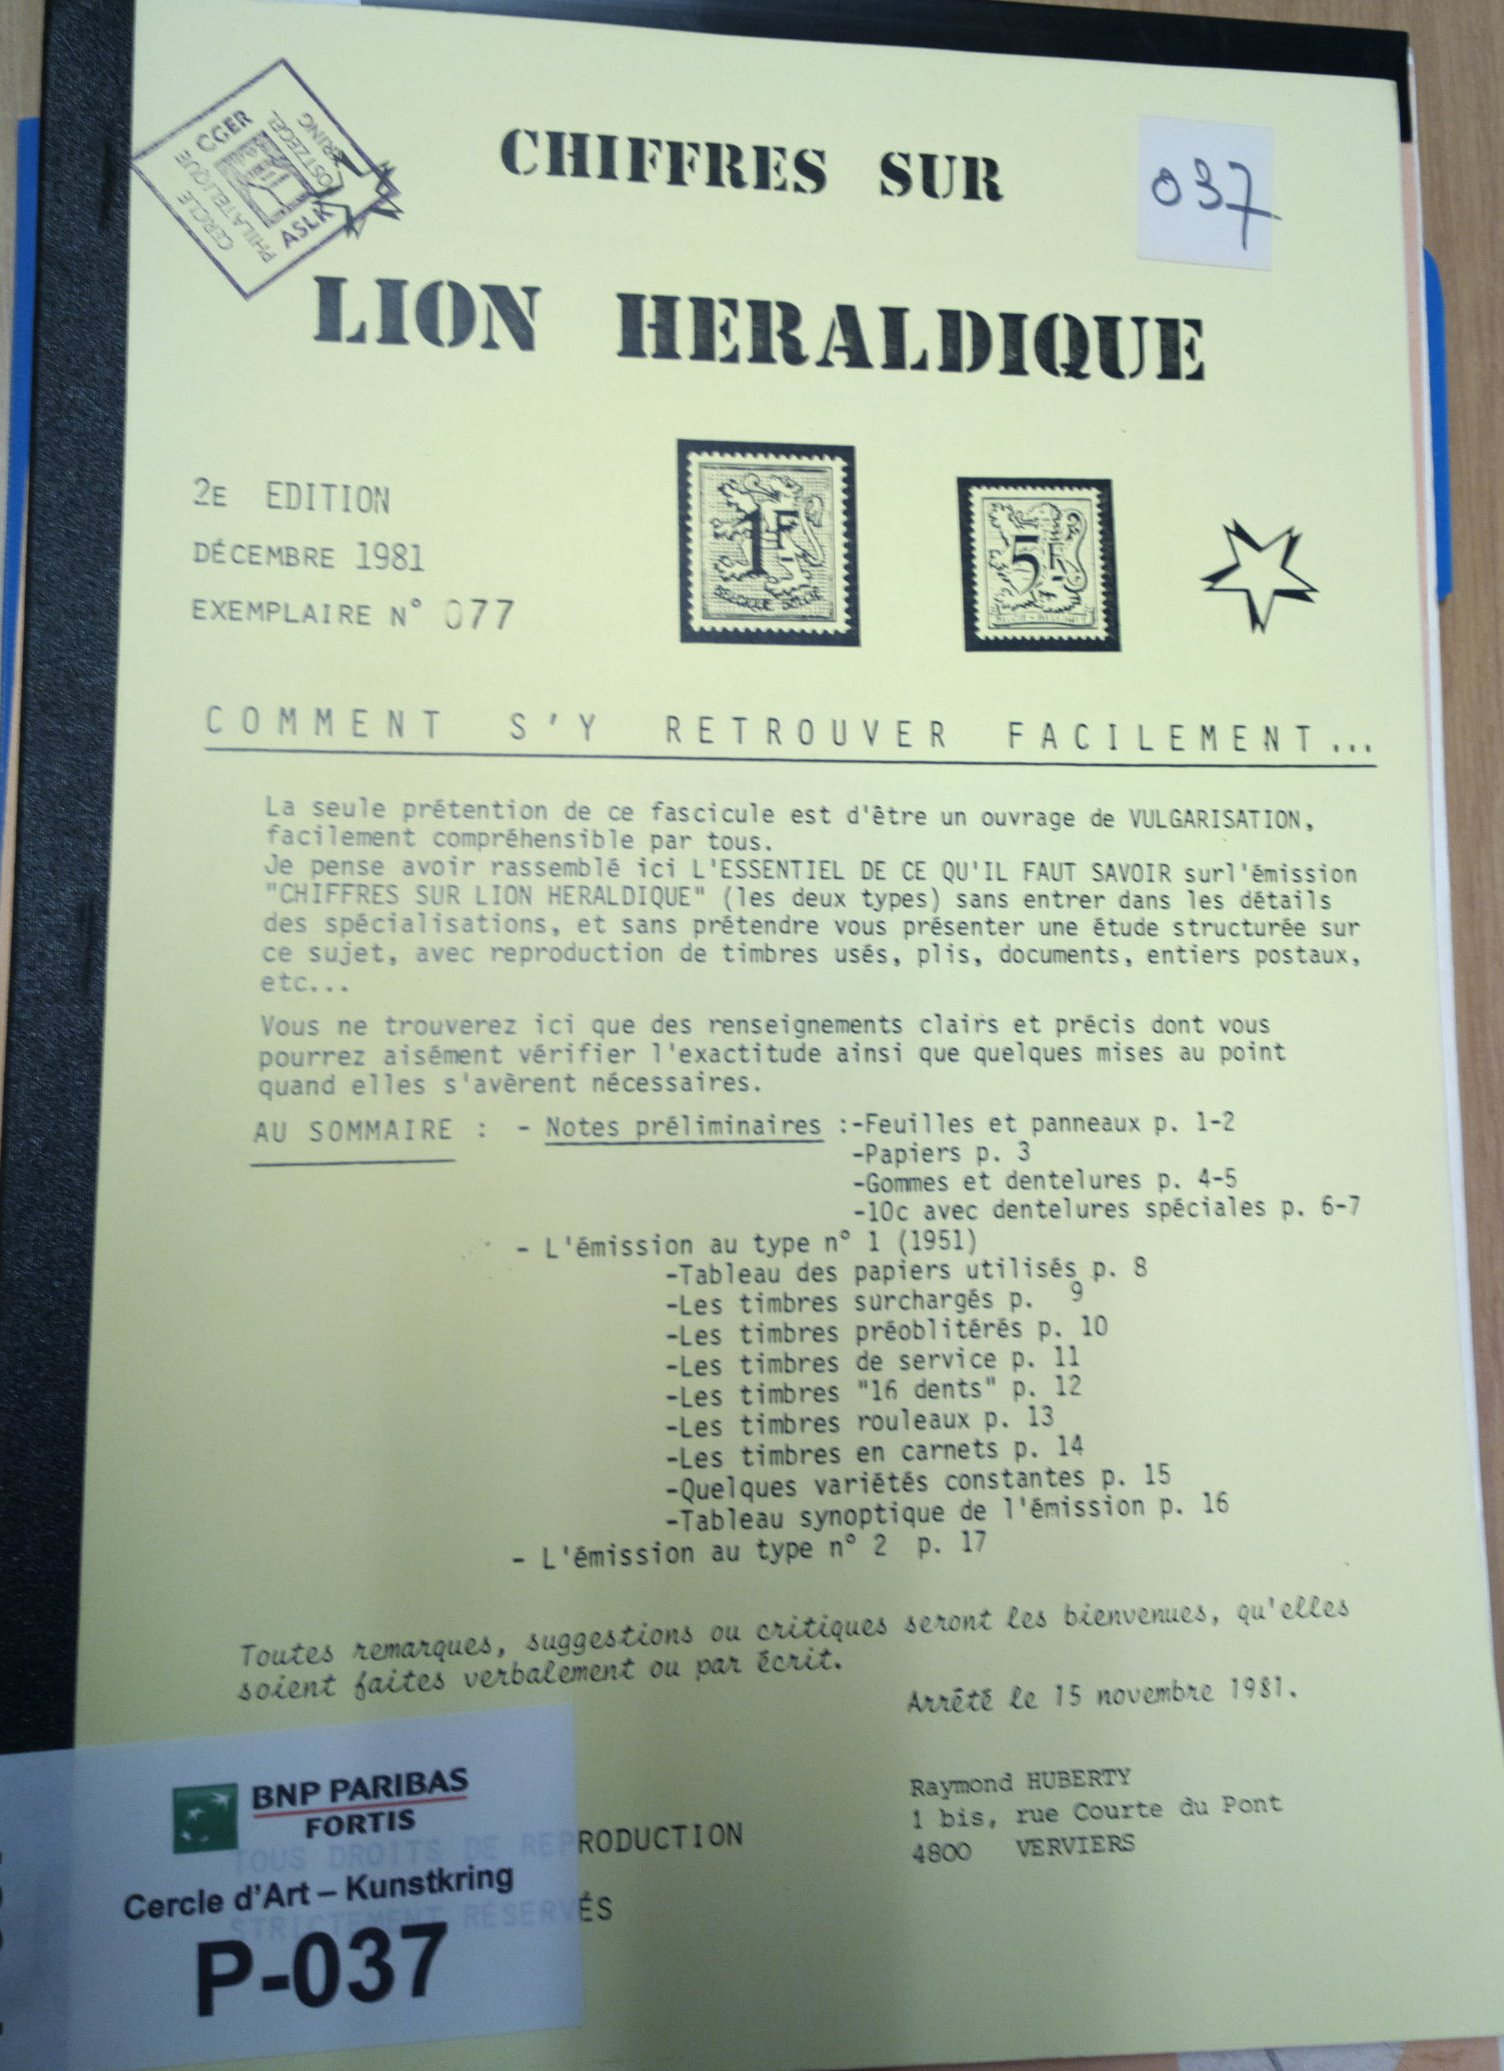 CERCLE
PHILATELIQUE
CGER
ASLK
CHIFFRES SUR
037
LION HERALDIQUE
1F
BELGIQUE BELGIE
5F
2E EDITION
DÉCEMBRE 1981
EXEMPLAIRE N° 077
COMMENT S'Y RETROUVER FACILEMENT...
La seule prétention de ce fascicule est d'être un ouvrage de VULGARISATION,
facilement compréhensible par tous.
Je pense avoir rassemblé ici L'ESSENTIEL DE CE QU'IL FAUT SAVOIR surl'émission
"CHIFFRES SUR LION HERALDIQUE" (les deux types) sans entrer dans les détails
des spécialisations, et sans prétendre vous présenter une étude structurée sur
ce sujet, avec reproduction de timbres usés, plis, documents, entiers postaux,
etc...
Vous ne trouverez ici que des renseignements clairs et précis dont vous
pourrez aisément vérifier l'exactitude ainsi que quelques mises au point
quand elles s'avèrent nécessaires.
AU SOMMAIRE : - Notes préliminaires :-Feuilles et panneaux p. 1-2
-Papiers p. 3
-Gommes et dentelures p. 4-5
-10c avec dentelures spéciales p. 6-7
- L'émission au type n° 1 (1951)
-Tableau des papiers utilisés p. 8
-Les timbres surchargés p. 9
-Les timbres préoblitérés p. 10
-Les timbres de service p. 11
-Les timbres "16 dents" p. 12
-Les timbres rouleaux p. 13
-Les timbres en carnets p. 14
-Quelques variétés constantes p. 15
-Tableau synoptique de l'émission p. 16
- L'émission au type n° 2 p. 17
Toutes remarques, suggestions ou critiques seront les bienvenues, qu'elles
soient faites verbalement ou par écrit.
Arrêté le 15 novembre 1981.
Raymond HUBERTY
1 bis, rue Courte du Pont
4800 VERVIERS
TOUS DROITS DE REPRODUCTION
STRICTEMENT RÉSERVÉS
BNP PARIBAS
FORTIS
Cercle d'Art – Kunstkring
P-037